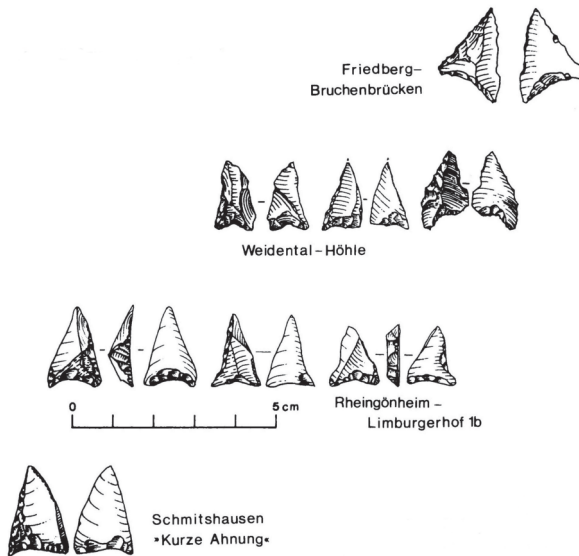 Friedberg–
Bruchenbrücken
Weidental–Höhle
0 5 cm
Rheingönheim –
Limburgerhof 1b
Schmitshausen
»Kurze Ahnung«